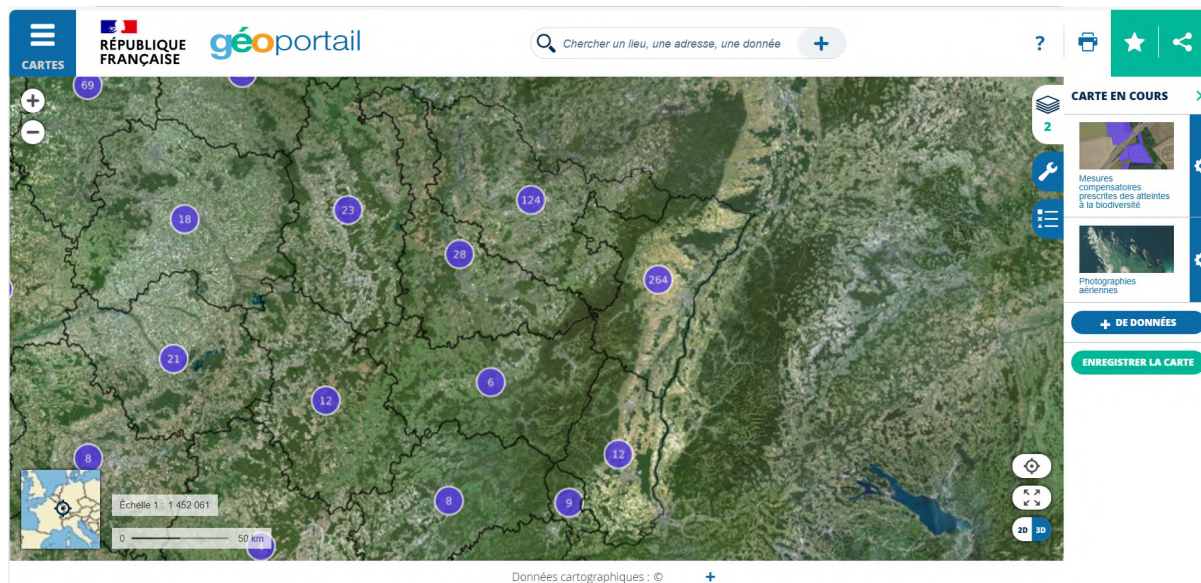 CARTES
RÉPUBLIQUE
FRANÇAISE
géoportail
Chercher un lieu, une adresse, une donnée
+
?
69
+
−
2
CARTE EN COURS
Mesures
compensatoires
prescrites des atteintes
à la biodiversité
Photographies
aériennes
+ DE DONNÉES
ENREGISTRER LA CARTE
18
23
124
28
264
21
12
6
8
12
8
9
Échelle 1 : 1 452 061
0
50 km
2D
3D
Données cartographiques : ©
+